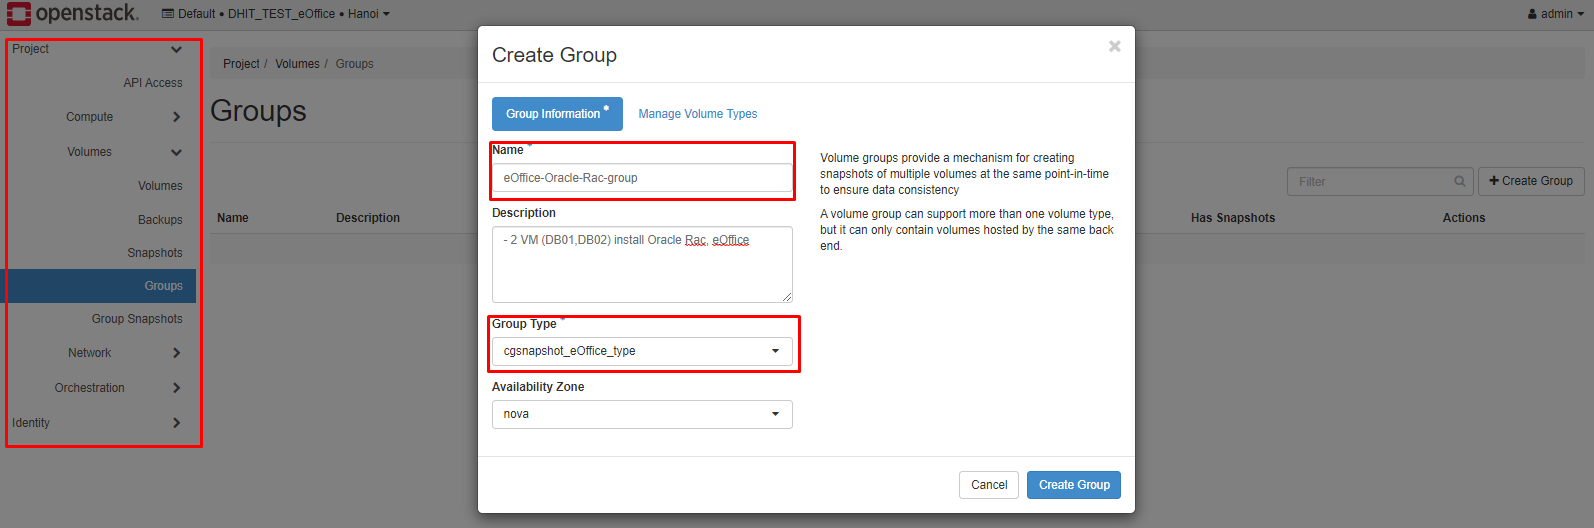 openstack.
Default • DHIT_TEST_eOffice • Hanoi
admin
Project
API Access
Compute
Volumes
Volumes
Backups
Snapshots
Groups
Group Snapshots
Network
Orchestration
Identity
Project / Volumes / Groups
Groups
Filter
+ Create Group
Name
Description
Has Snapshots
Actions
Create Group
×
Group Information *
Manage Volume Types
Name *
eOffice-Oracle-Rac-group
Description
- 2 VM (DB01,DB02) install Oracle Rac, eOffice
Group Type *
cgsnapshot_eOffice_type
Availability Zone
nova
Volume groups provide a mechanism for creating
snapshots of multiple volumes at the same point-in-time
to ensure data consistency
A volume group can support more than one volume type,
but it can only contain volumes hosted by the same back
end.
Cancel
Create Group